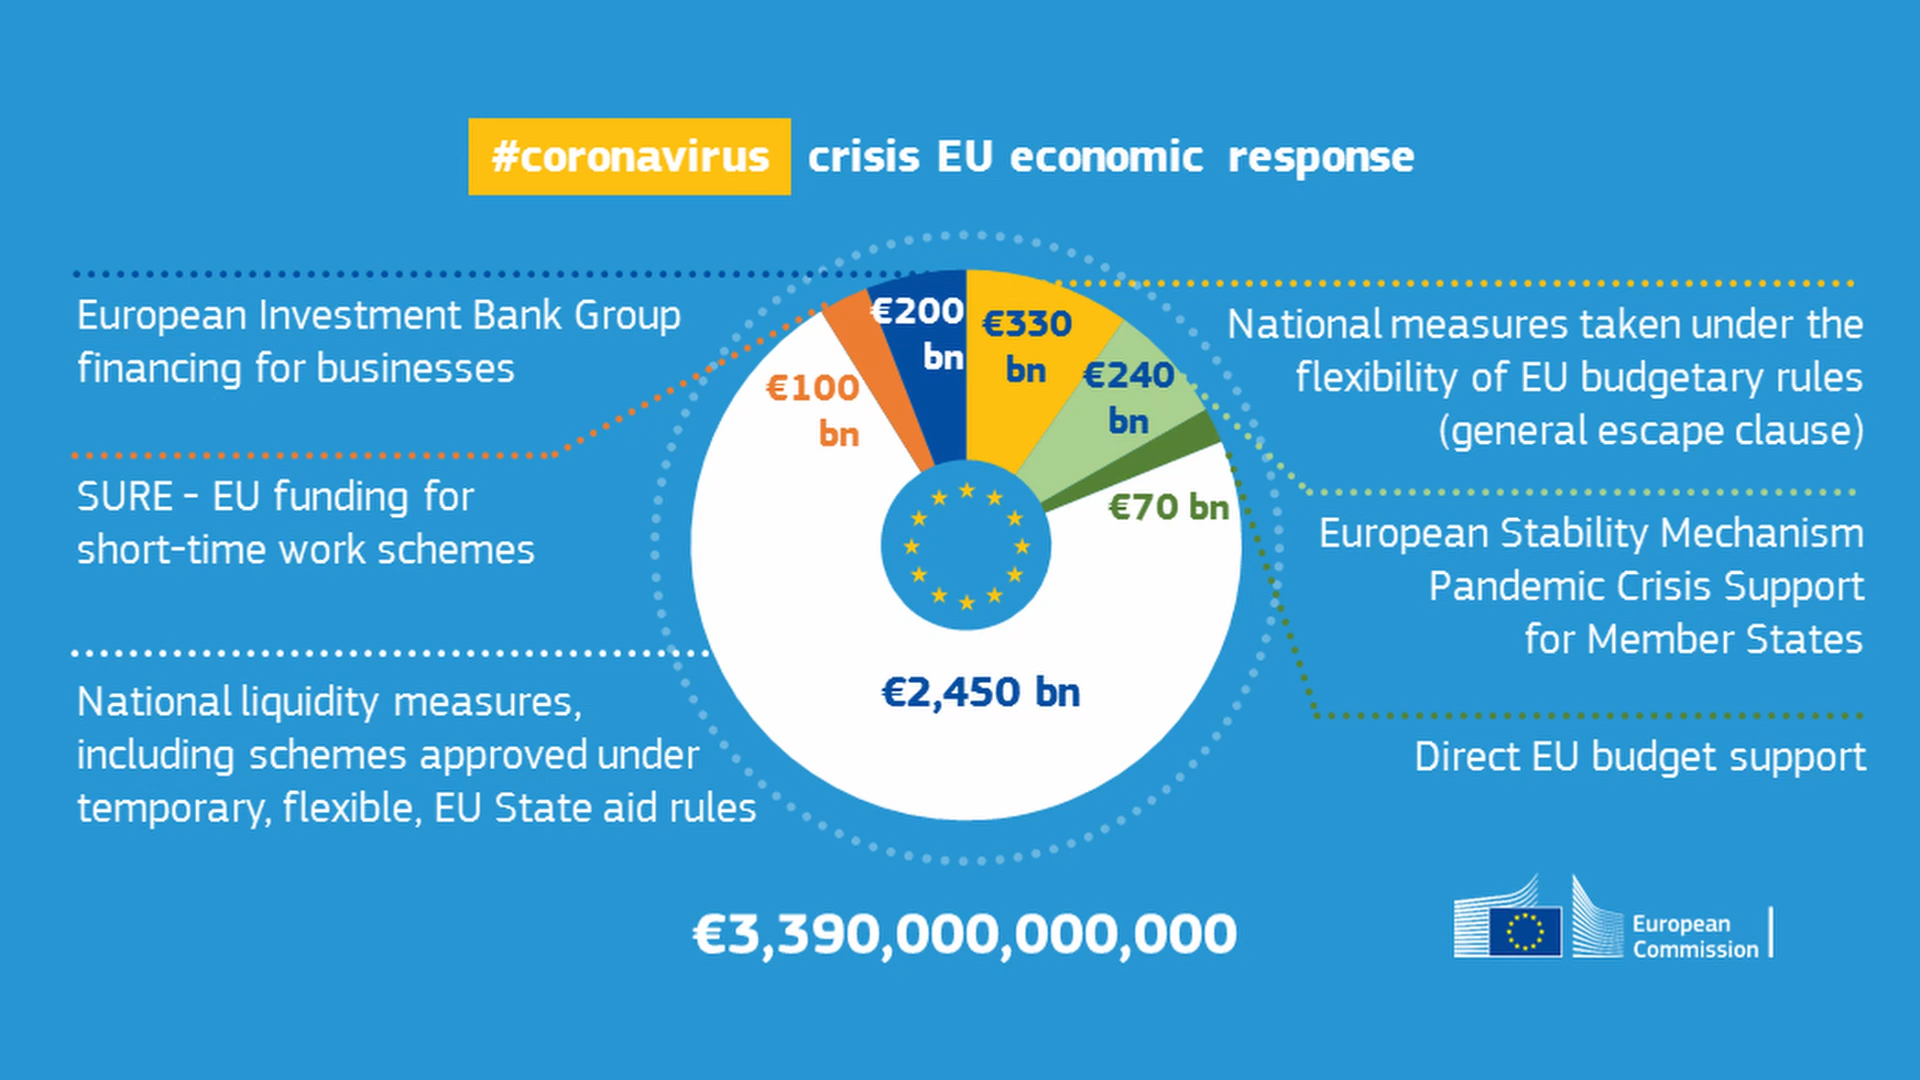 #coronavirus crisis EU economic response
European Investment Bank Group
financing for businesses
SURE - EU funding for
short-time work schemes
National liquidity measures,
including schemes approved under
temporary, flexible, EU State aid rules
€200
bn
€330
bn
€100
bn
€240
bn
€70 bn
€2,450 bn
National measures taken under the
flexibility of EU budgetary rules
(general escape clause)
European Stability Mechanism
Pandemic Crisis Support
for Member States
Direct EU budget support
€3,390,000,000,000
European
Commission